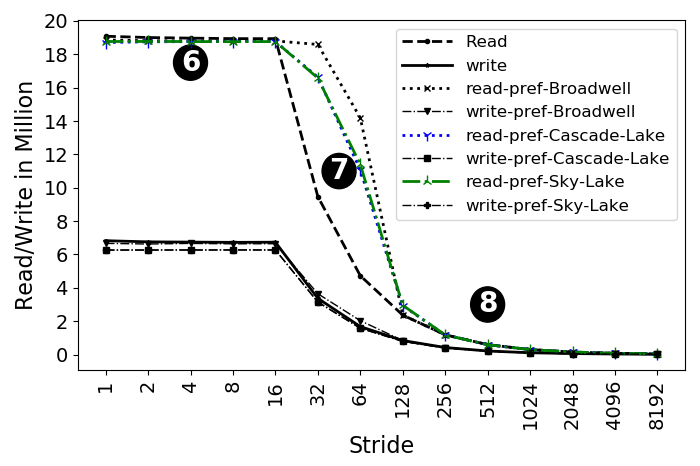 20
18
16
14
12
10
8
6
4
2
0
Read/Write in Million
6
7
8
Read
write
read-pref-Broadwell
write-pref-Broadwell
read-pref-Cascade-Lake
write-pref-Cascade-Lake
read-pref-Sky-Lake
write-pref-Sky-Lake
1
2
4
8
16
32
64
128
256
512
1024
2048
4096
8192
Stride